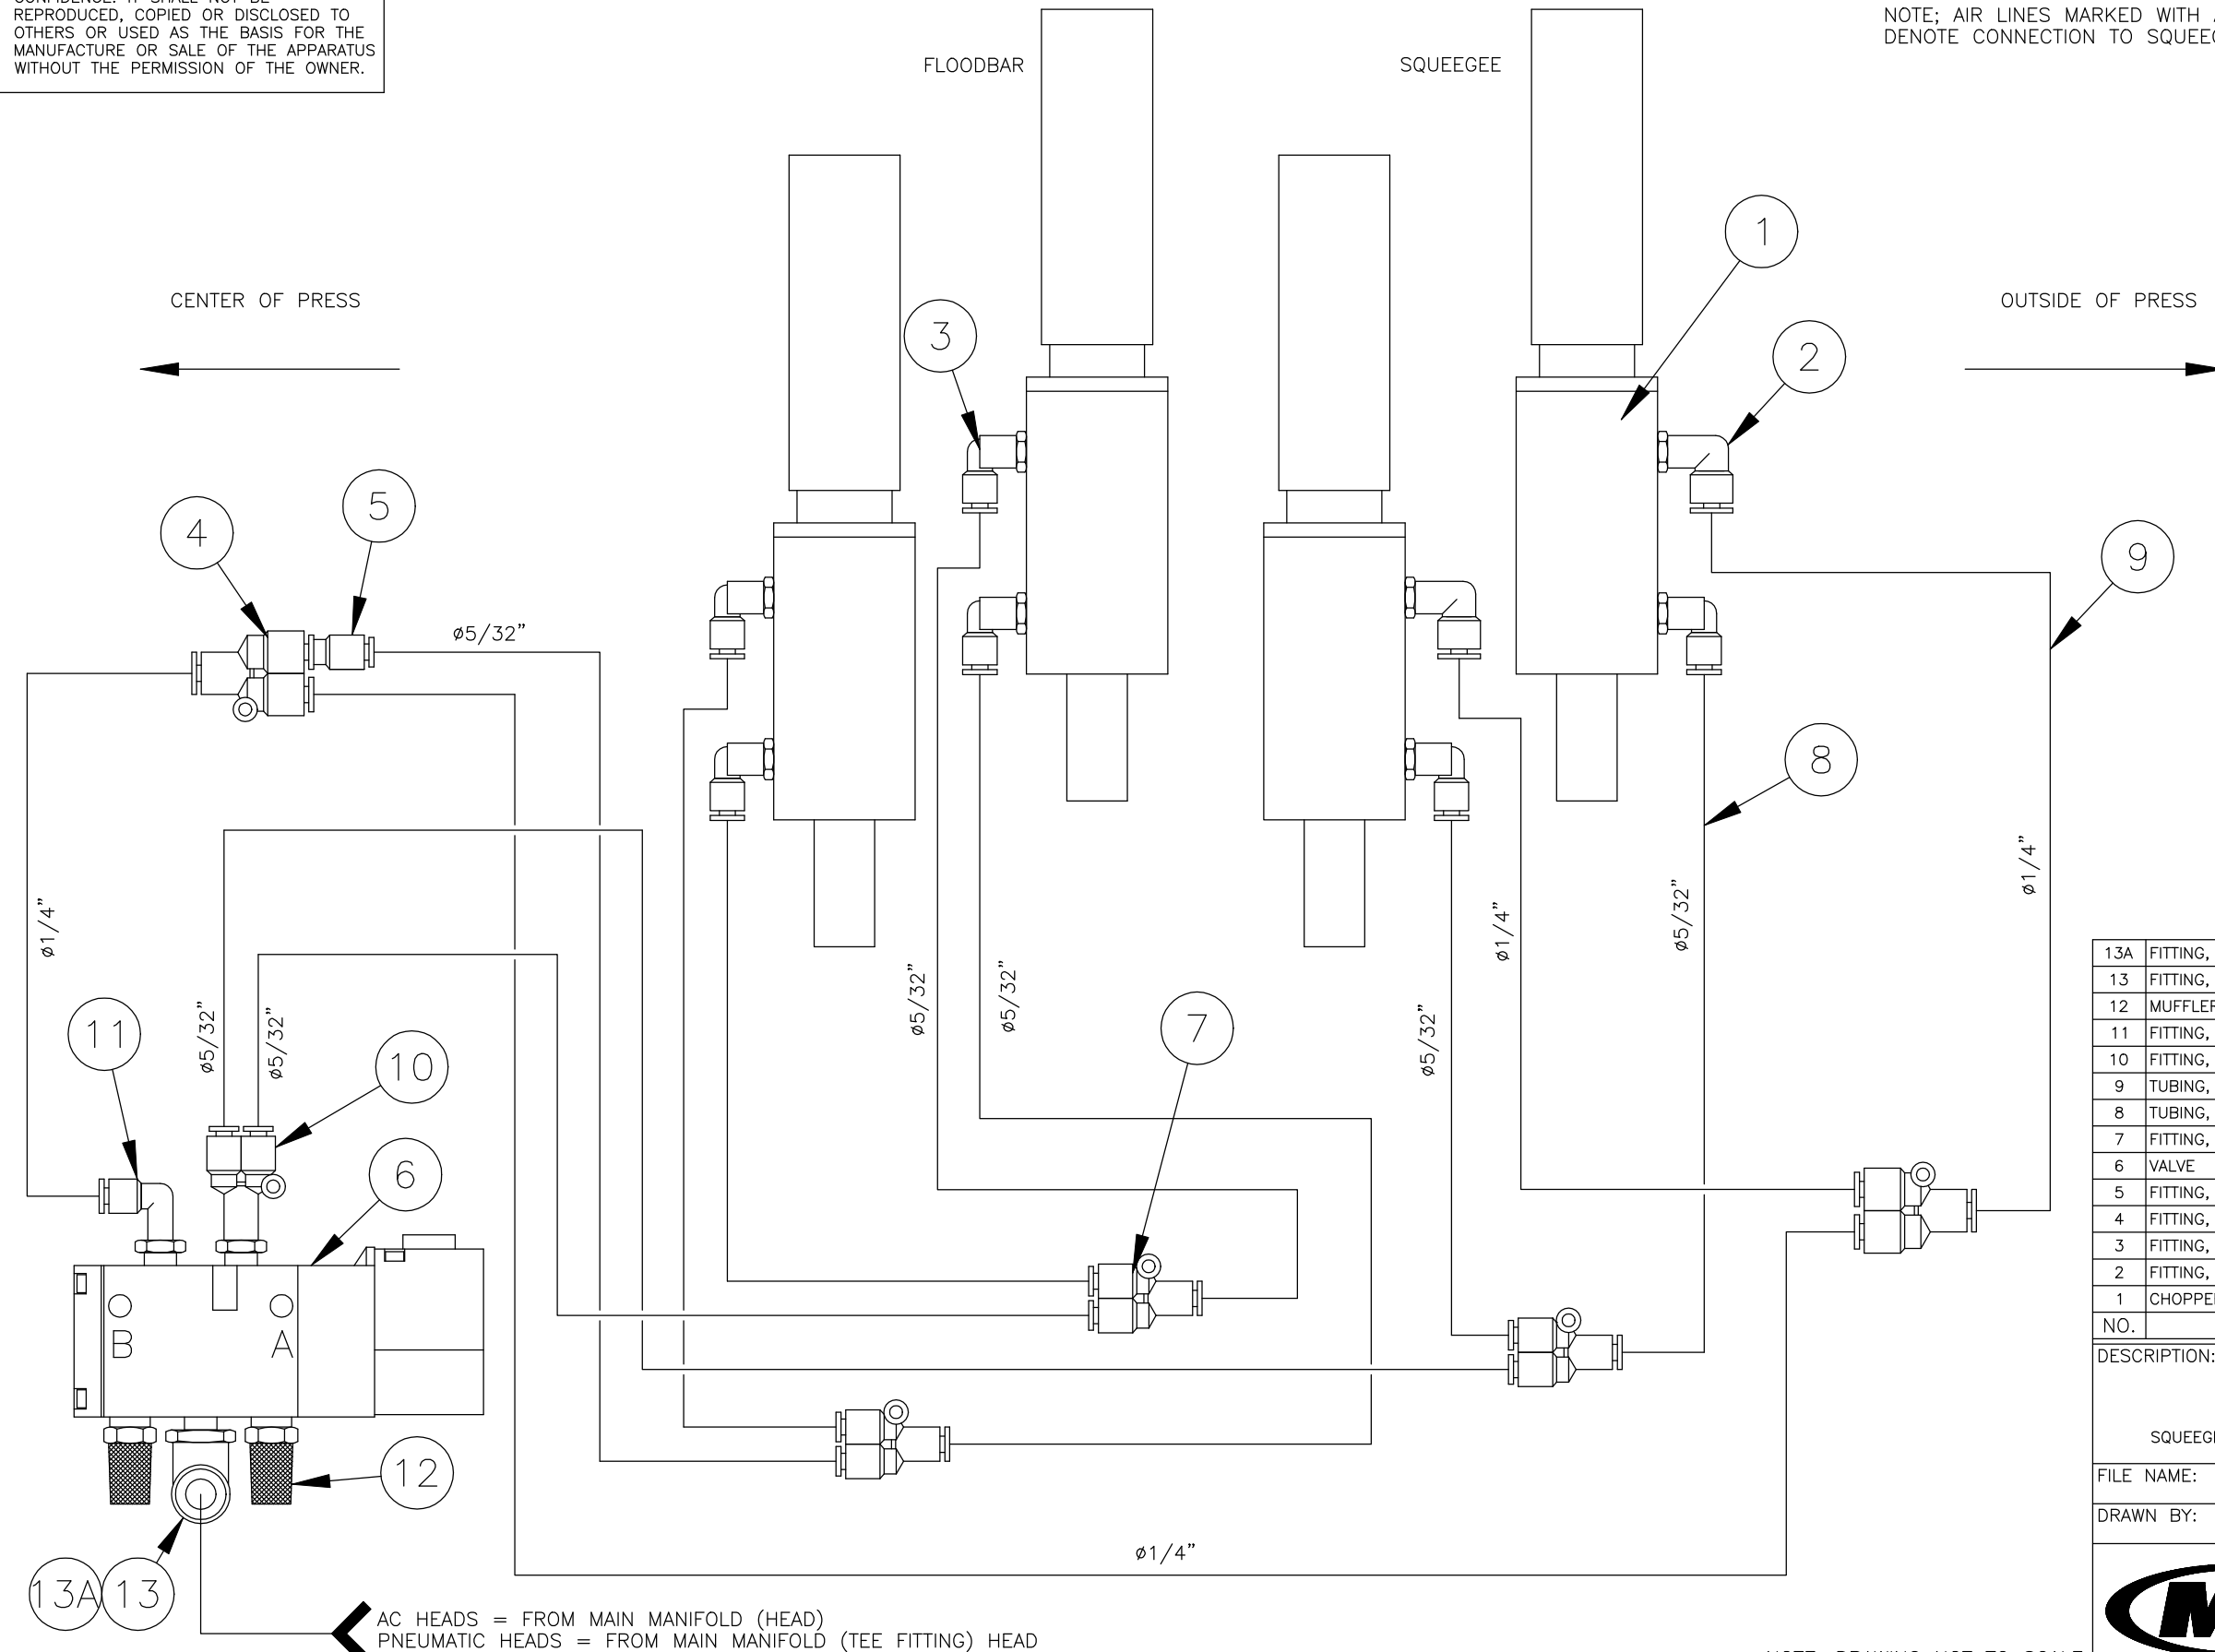 REPRODUCED, COPIED OR DISCLOSED TO
OTHERS OR USED AS THE BASIS FOR THE
MANUFACTURE OR SALE OF THE APPARATUS
WITHOUT THE PERMISSION OF THE OWNER.
NOTE; AIR LINES MARKED WITH
DENOTE CONNECTION TO
FLOODBAR
SQUEEGEE
1
CENTER OF PRESS
OUTSIDE OF PRESS
3
2
4
5
9
ø5/32"
8
ø1/4"
ø1/4"
ø1/4"
ø5/32"
ø5/32"
ø5/32"
ø5/32"
ø5/32"
ø5/32"
11
10
7
6
B
A
12
13A
13
ø1/4"
AC HEADS = FROM MAIN MANIFOLD (HEAD)
PNEUMATIC HEADS = FROM MAIN MANIFOLD (TEE FITTING) HEAD
13A FITTING,
13 FITTING,
12 MUFFLER
11 FITTING,
10 FITTING,
9 TUBING,
8 TUBING,
7 FITTING,
6 VALVE
5 FITTING,
4 FITTING,
3 FITTING,
2 FITTING,
1
NO.
DESCRIPTION:
FILE NAME:
DRAWN BY: